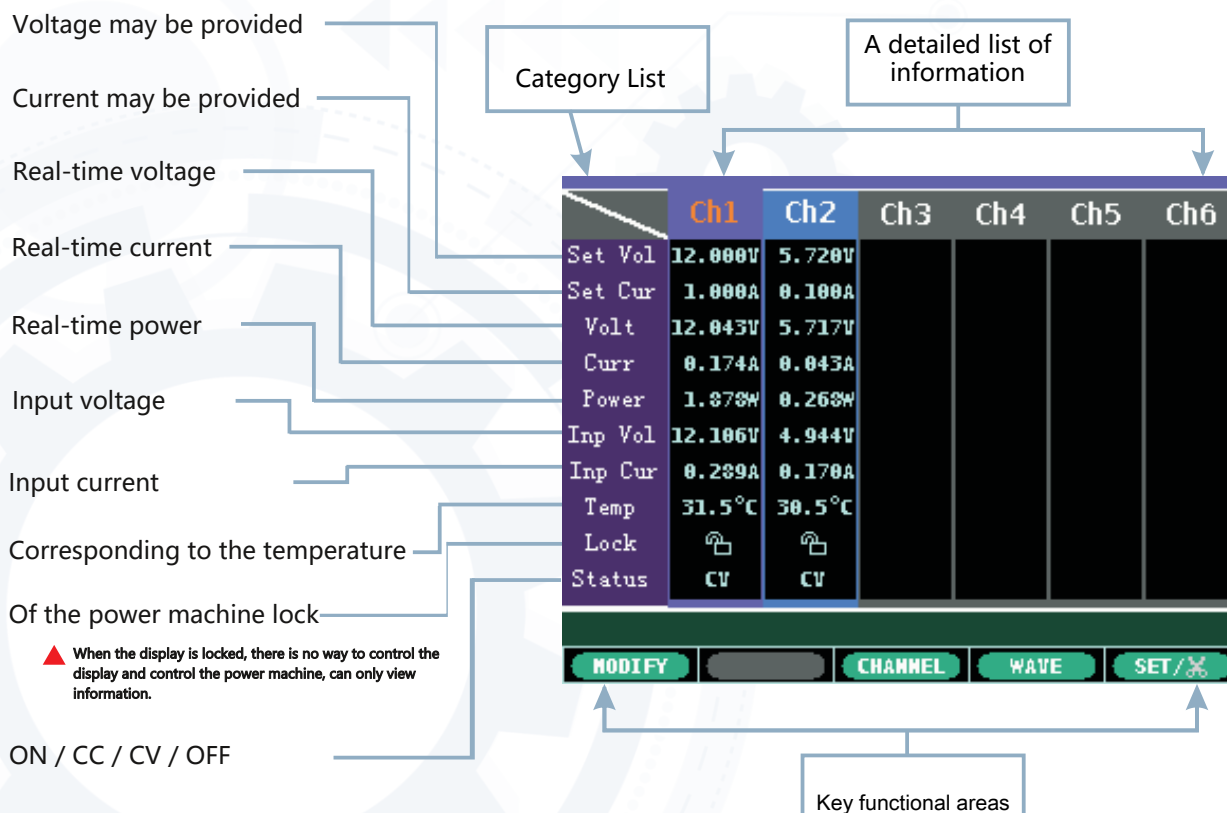 Voltage may be provided
Current may be provided
Real-time voltage
Real-time current
Real-time power
Input voltage
Input current
Corresponding to the temperature
Of the power machine lock
When the display is locked, there is no way to control the
display and control the power machine, can only view
information.
ON / CC / CV / OFF
Category List
A detailed list of
information
Ch1 Ch2 Ch3 Ch4 Ch5 Ch6
Set Vol 12.000V 5.720V
Set Cur 1.000A 0.100A
Volt 12.043V 5.717V
Curr 0.174A 0.043A
Power 1.878W 0.268W
Inp Vol 12.106V 4.944V
Inp Cur 0.289A 0.170A
Temp 31.5°C 30.5°C
Lock
Status CV CV
MODIFY CHANNEL WAVE SET/
Key functional areas